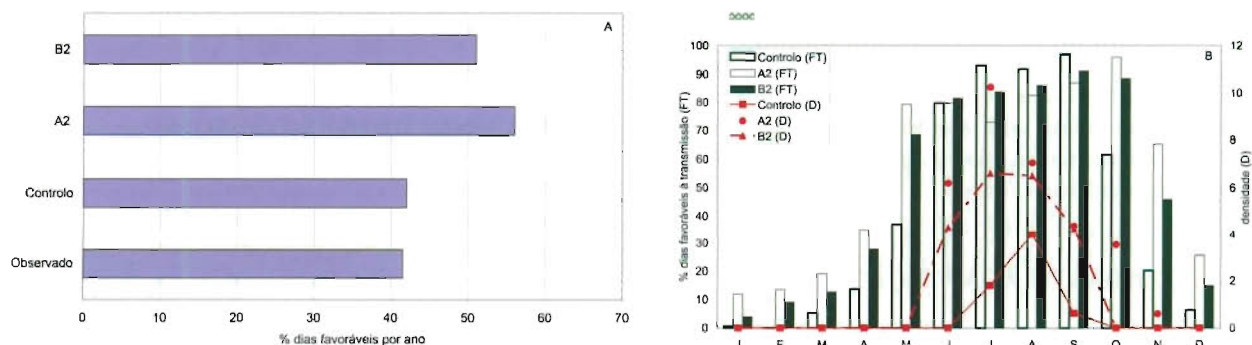 A
B2
A2
Controlo
Observado
0 10 20 30 40 50 60 70
% dias favoráveis por ano
B
Controlo (FT)
A2 (FT)
B2 (FT)
Controlo (D)
A2 (D)
B2 (D)
% dias favoráveis à transmissão (FT)
100
90
80
70
60
50
40
30
20
10
0
12
10
8
6
4
2
0
densidade (D)
J F M A M J J A S O N D